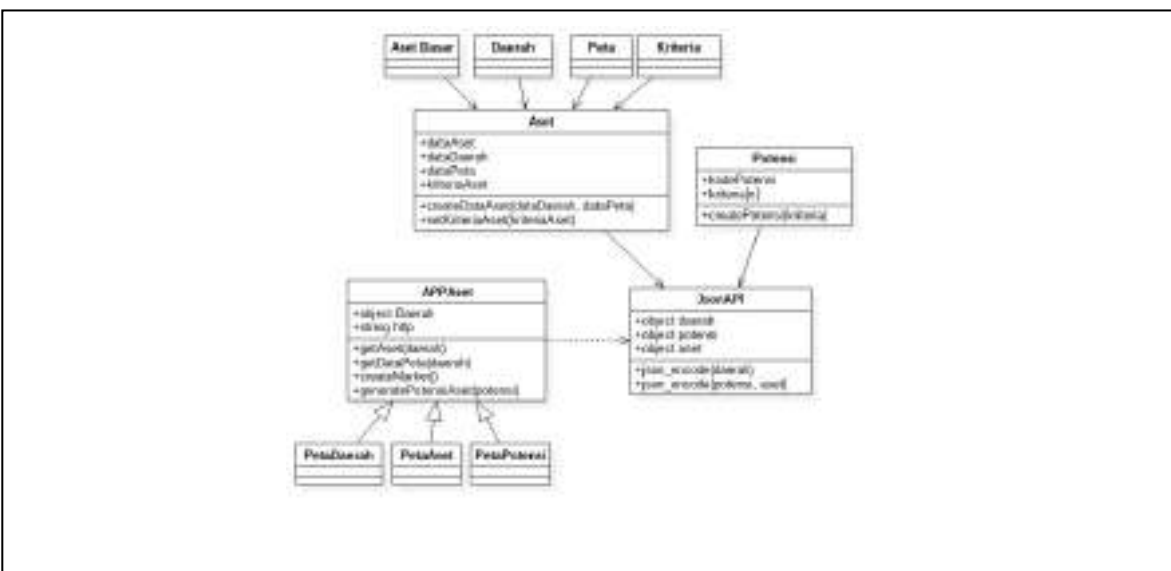 Aset Dasar
Daerah
Peta
Kriteria
Aset
+dataAset
+dataDaerah
+dataPeta
+kriteriaAset
+createDataAset(dataDaerah, dataPeta)
+setKriteriaAset(kriteriaAset)
Potensi
+kodePotensi
+createPotensi(kriteria)
APPAset
+object Daerah
+string http
+getAset(daerah)
+getDataPeta(daerah)
+createMarker()
+generatePotensiAset(potensi)
JsonAPI
+object daerah
+object potensi
+object aset
+json_encode(daerah)
+json_encode(potensi, aset)
PetaDaerah
PetaAset
PetaPotensi